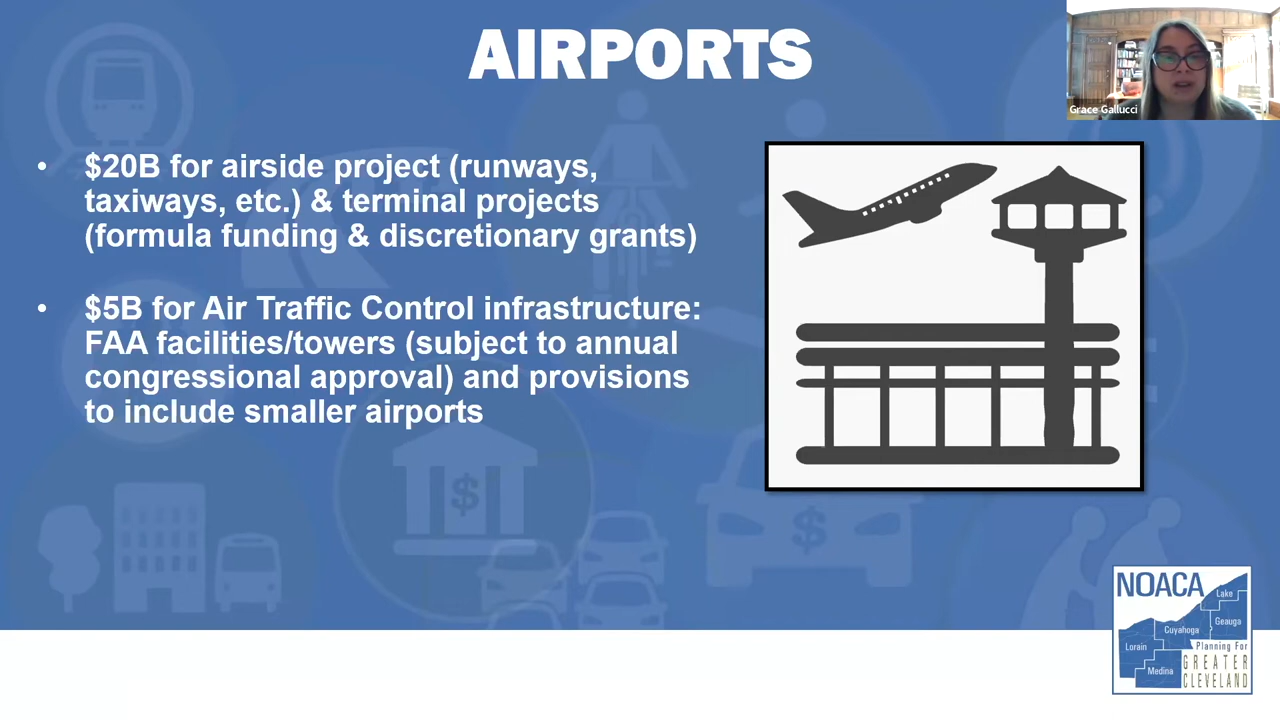 AIRPORTS
Grace Gallucci
• $20B for airside project (runways,
taxiways, etc.) & terminal projects
(formula funding & discretionary grants)
• $5B for Air Traffic Control infrastructure:
FAA facilities/towers (subject to annual
congressional approval) and provisions
to include smaller airports
$
$
NOACA
Lake
Geauga
Cuyahoga
Lorain
Medina
Planning For
GREATER
CLEVELAND